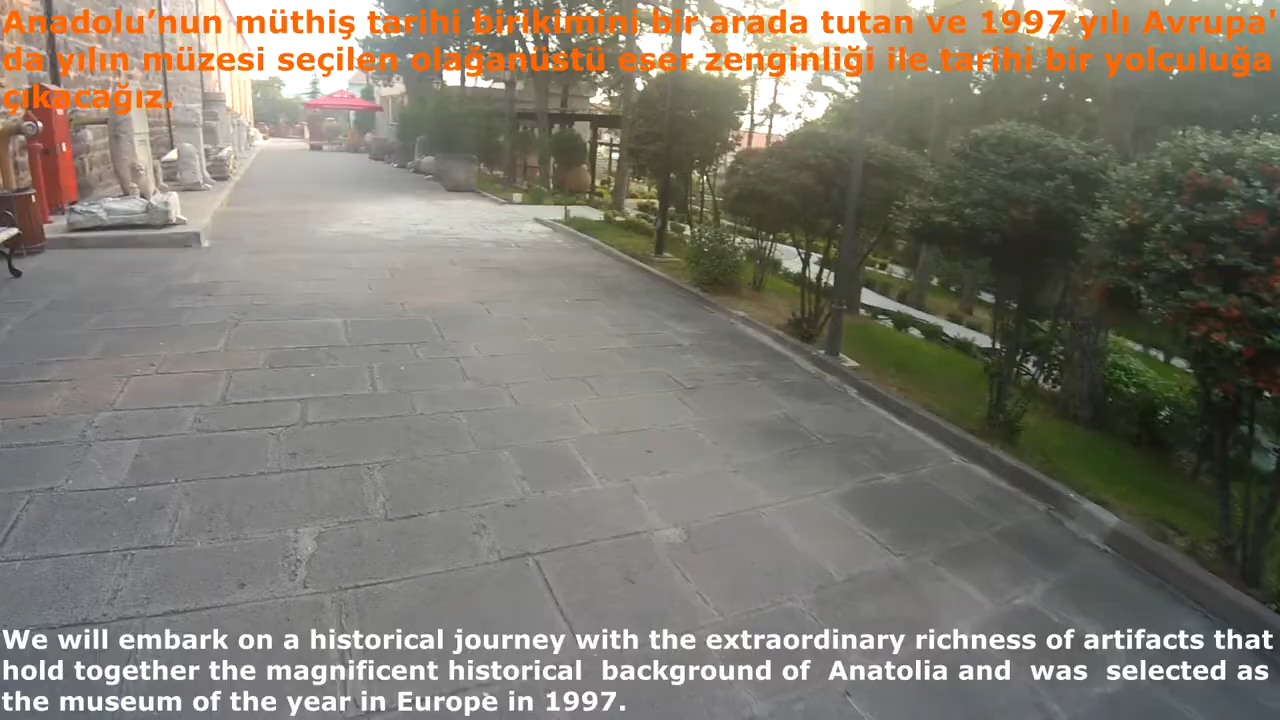 Anadolu’nun müthiş tarihi birikimini bir arada tutan ve 1997 yılı Avrupa'
da yılın müzesi seçilen olağanüstü eser zenginliği ile tarihi bir yolculuğa
çıkacağız.
We will embark on a historical journey with the extraordinary richness of artifacts that
hold together the magnificent historical  background of  Anatolia and  was  selected as
the museum of the year in Europe in 1997.